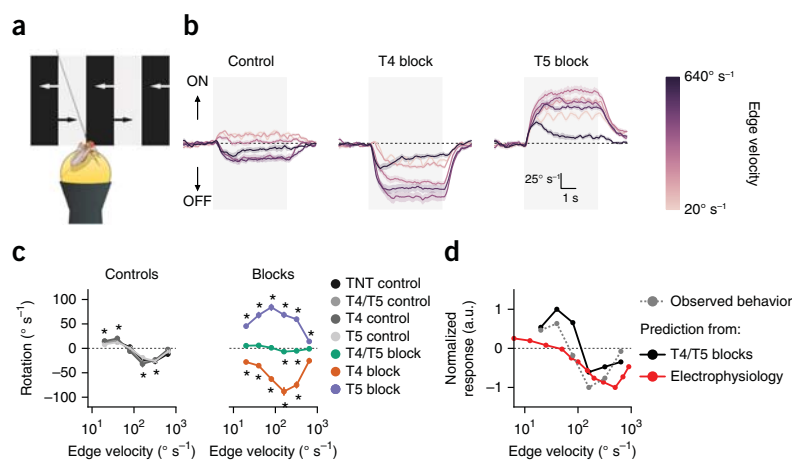 a
b
Control
T4 block
T5 block
ON
OFF
25° s⁻¹
1 s
640° s⁻¹
20° s⁻¹
Edge velocity
c
Controls
Blocks
Rotation (° s⁻¹)
100
50
0
−50
−100
* * * *
* * * * * *
* * * * *
10¹ 10² 10³
Edge velocity (° s⁻¹)
10¹ 10² 10³
Edge velocity (° s⁻¹)
TNT control
T4/T5 control
T4 control
T5 control
T4/T5 block
T4 block
T5 block
d
Normalized
response (a.u.)
1
0
−1
10¹ 10² 10³
Edge velocity (° s⁻¹)
Observed behavior
Prediction from:
T4/T5 blocks
Electrophysiology